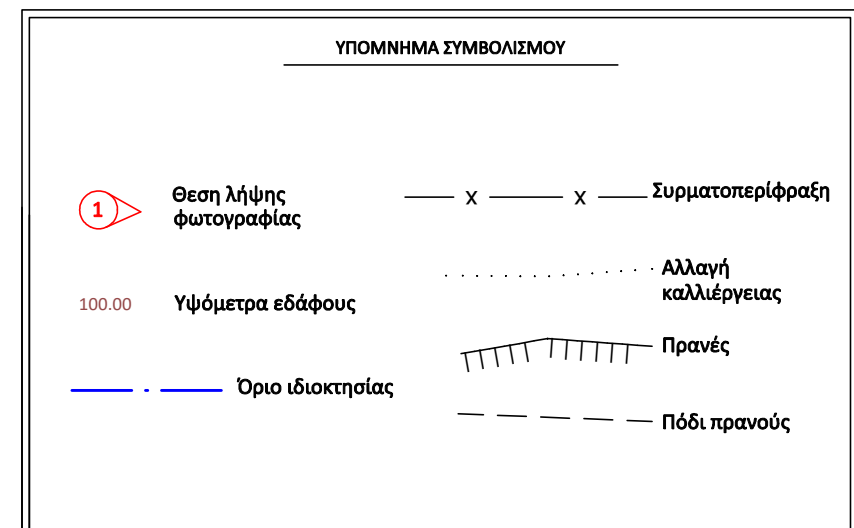 ΥΠΟΜΝΗΜΑ ΣΥΜΒΟΛΙΣΜΟΥ
1
Θεση λήψης
φωτογραφίας
100.00
Υψόμετρα εδάφους
Όριο ιδιοκτησίας
x x
Συρματοπερίφραξη
Αλλαγή
καλλιέργειας
Πρανές
Πόδι πρανούς